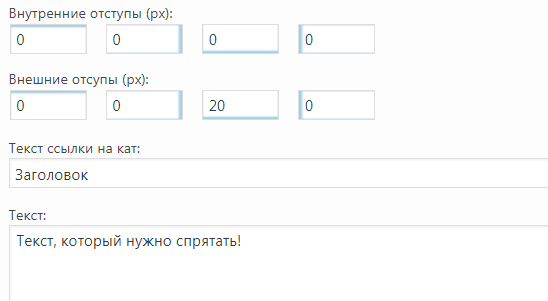 Внутренние отступы (px):
0 0 0 0
Внешние отсупы (px):
0 0 20 0
Текст ссылки на кат:
Заголовок
Текст:
Текст, который нужно спрятать!